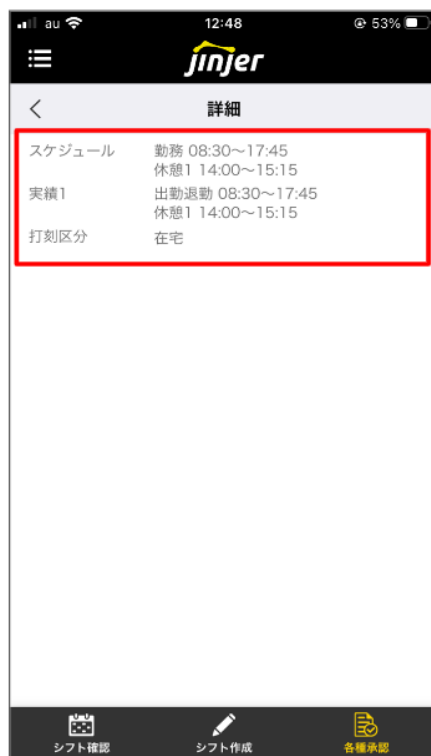 au 12:48 53%
jinjer
詳細
スケジュール 勤務 08:30〜17:45
休憩1 14:00〜15:15
実績1 出勤退勤 08:30〜17:45
休憩1 14:00〜15:15
打刻区分 在宅
シフト確認 シフト作成 各種承認